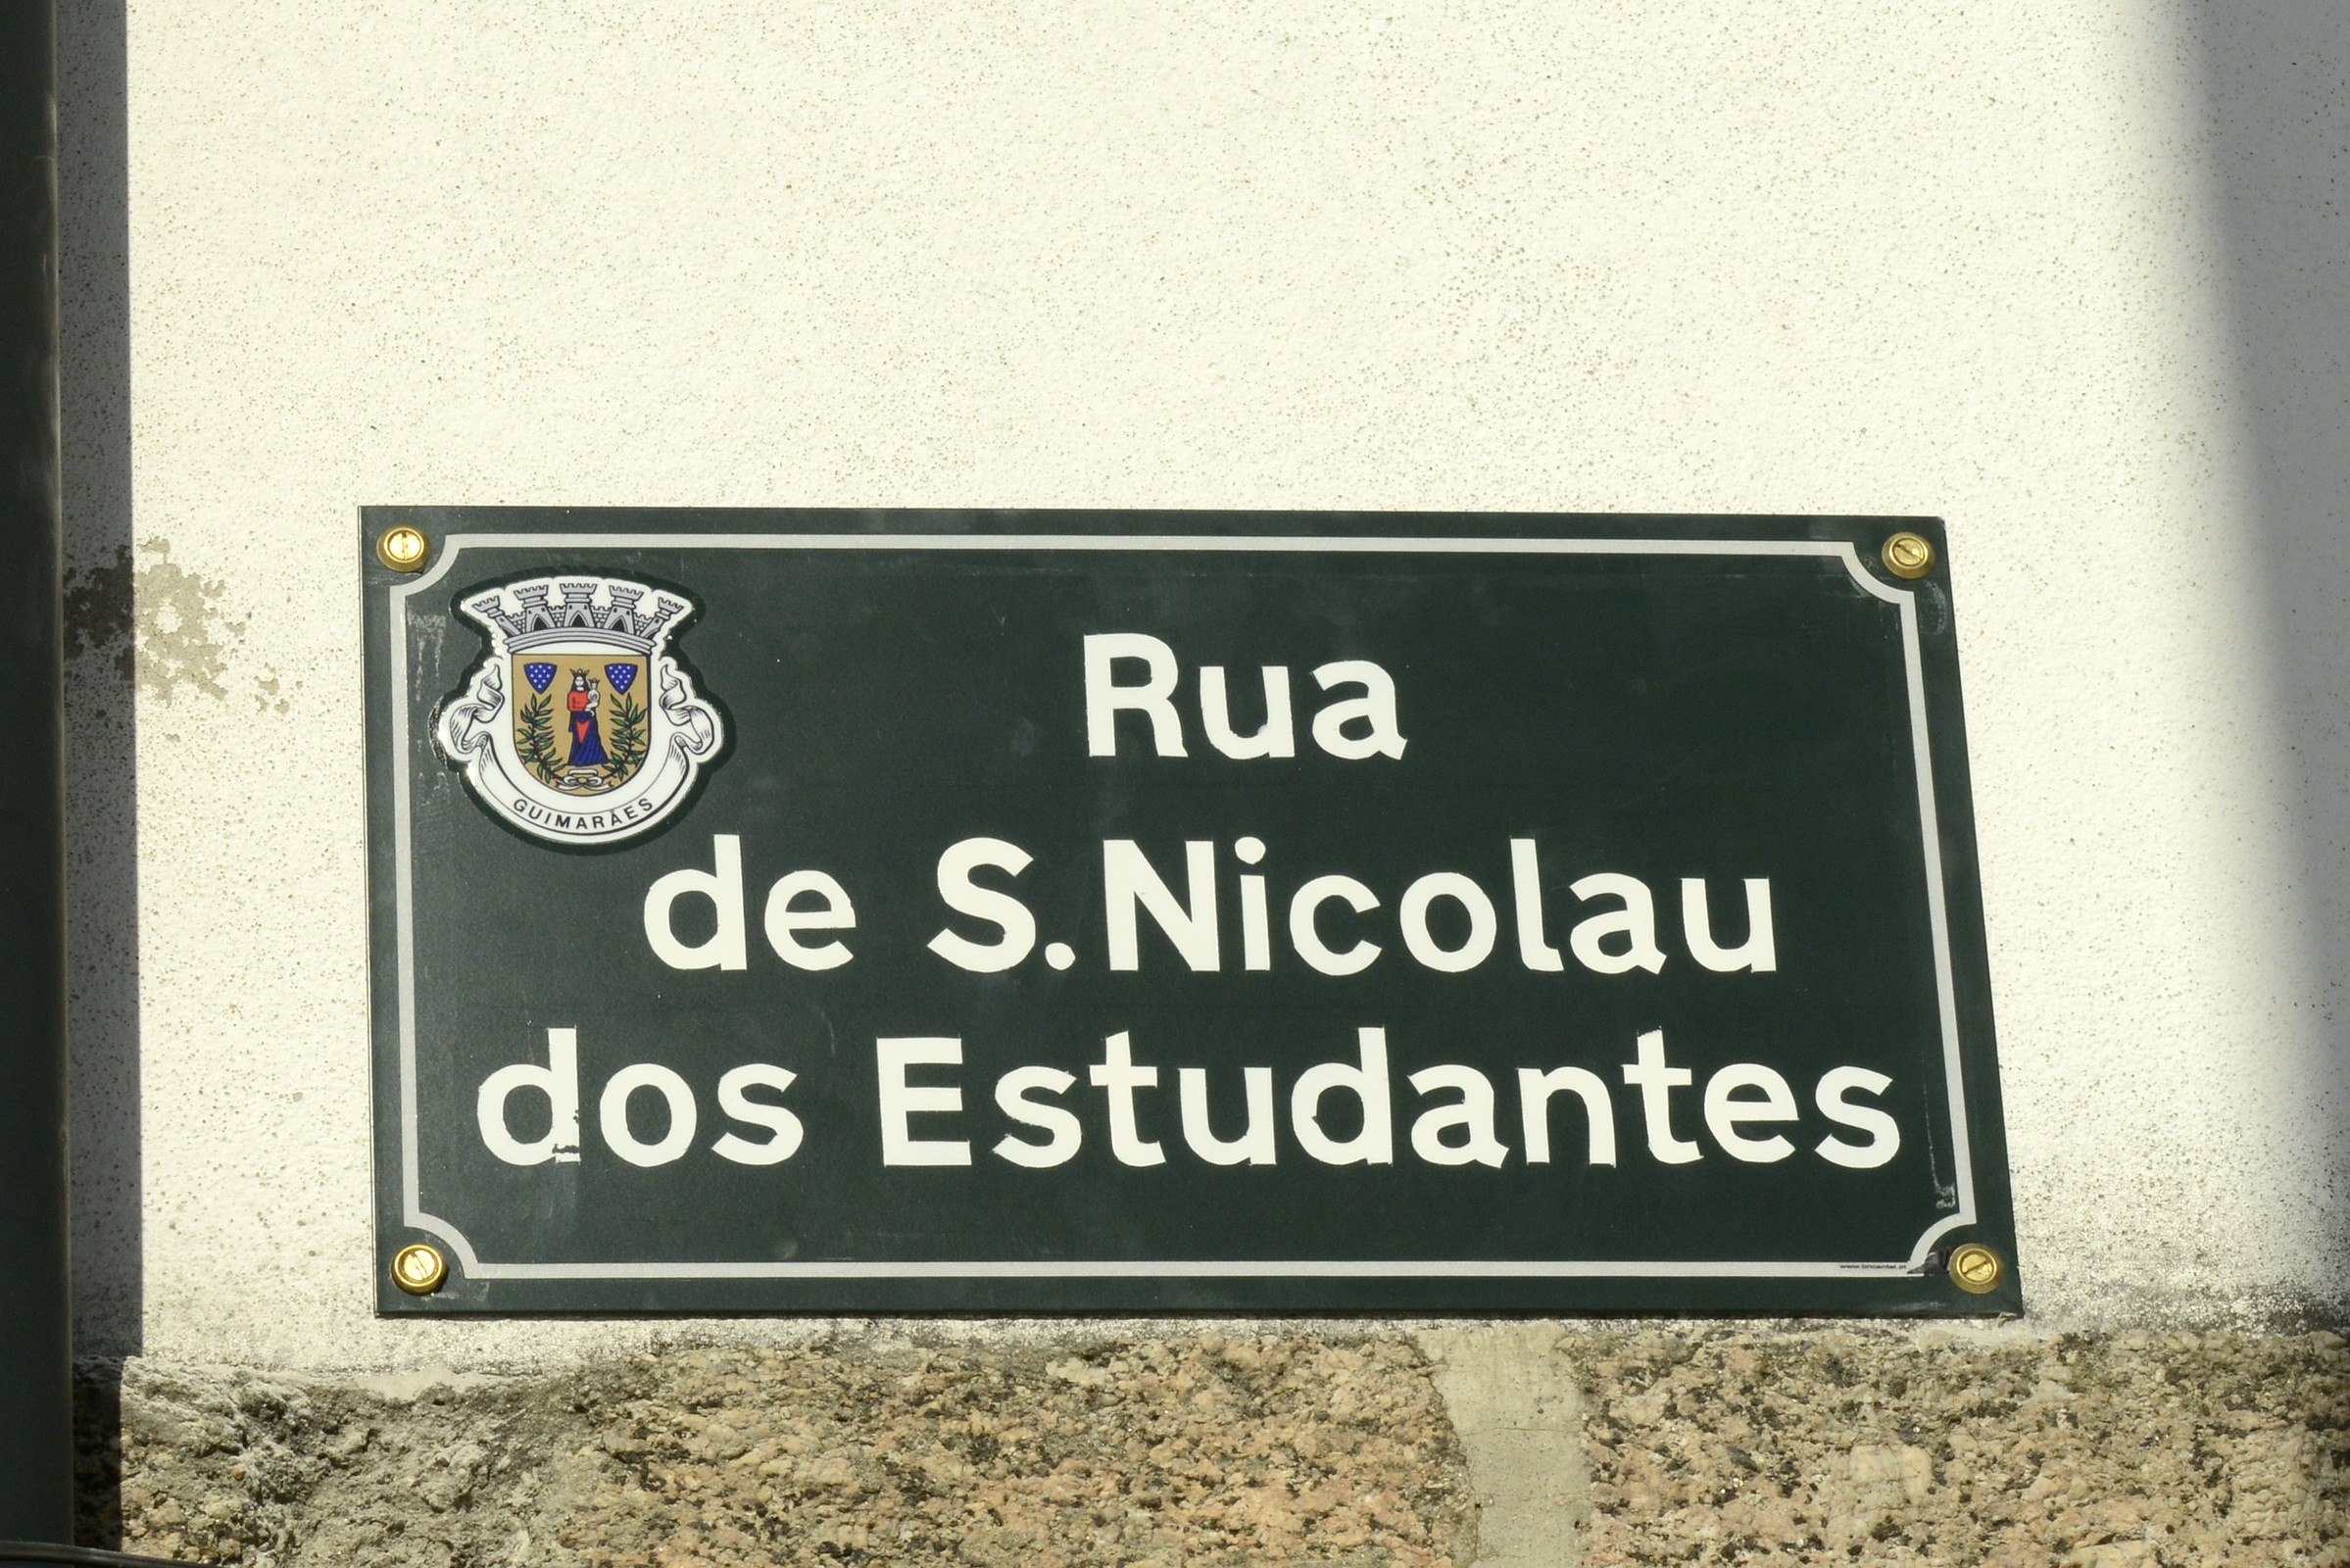 GUIMARÃES
Rua
de S.Nicolau
dos Estudantes